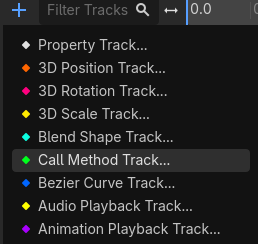 Filter Tracks
0.0
Property Track...
3D Position Track...
3D Rotation Track...
3D Scale Track...
Blend Shape Track...
Call Method Track...
Bezier Curve Track...
Audio Playback Track...
Animation Playback Track...